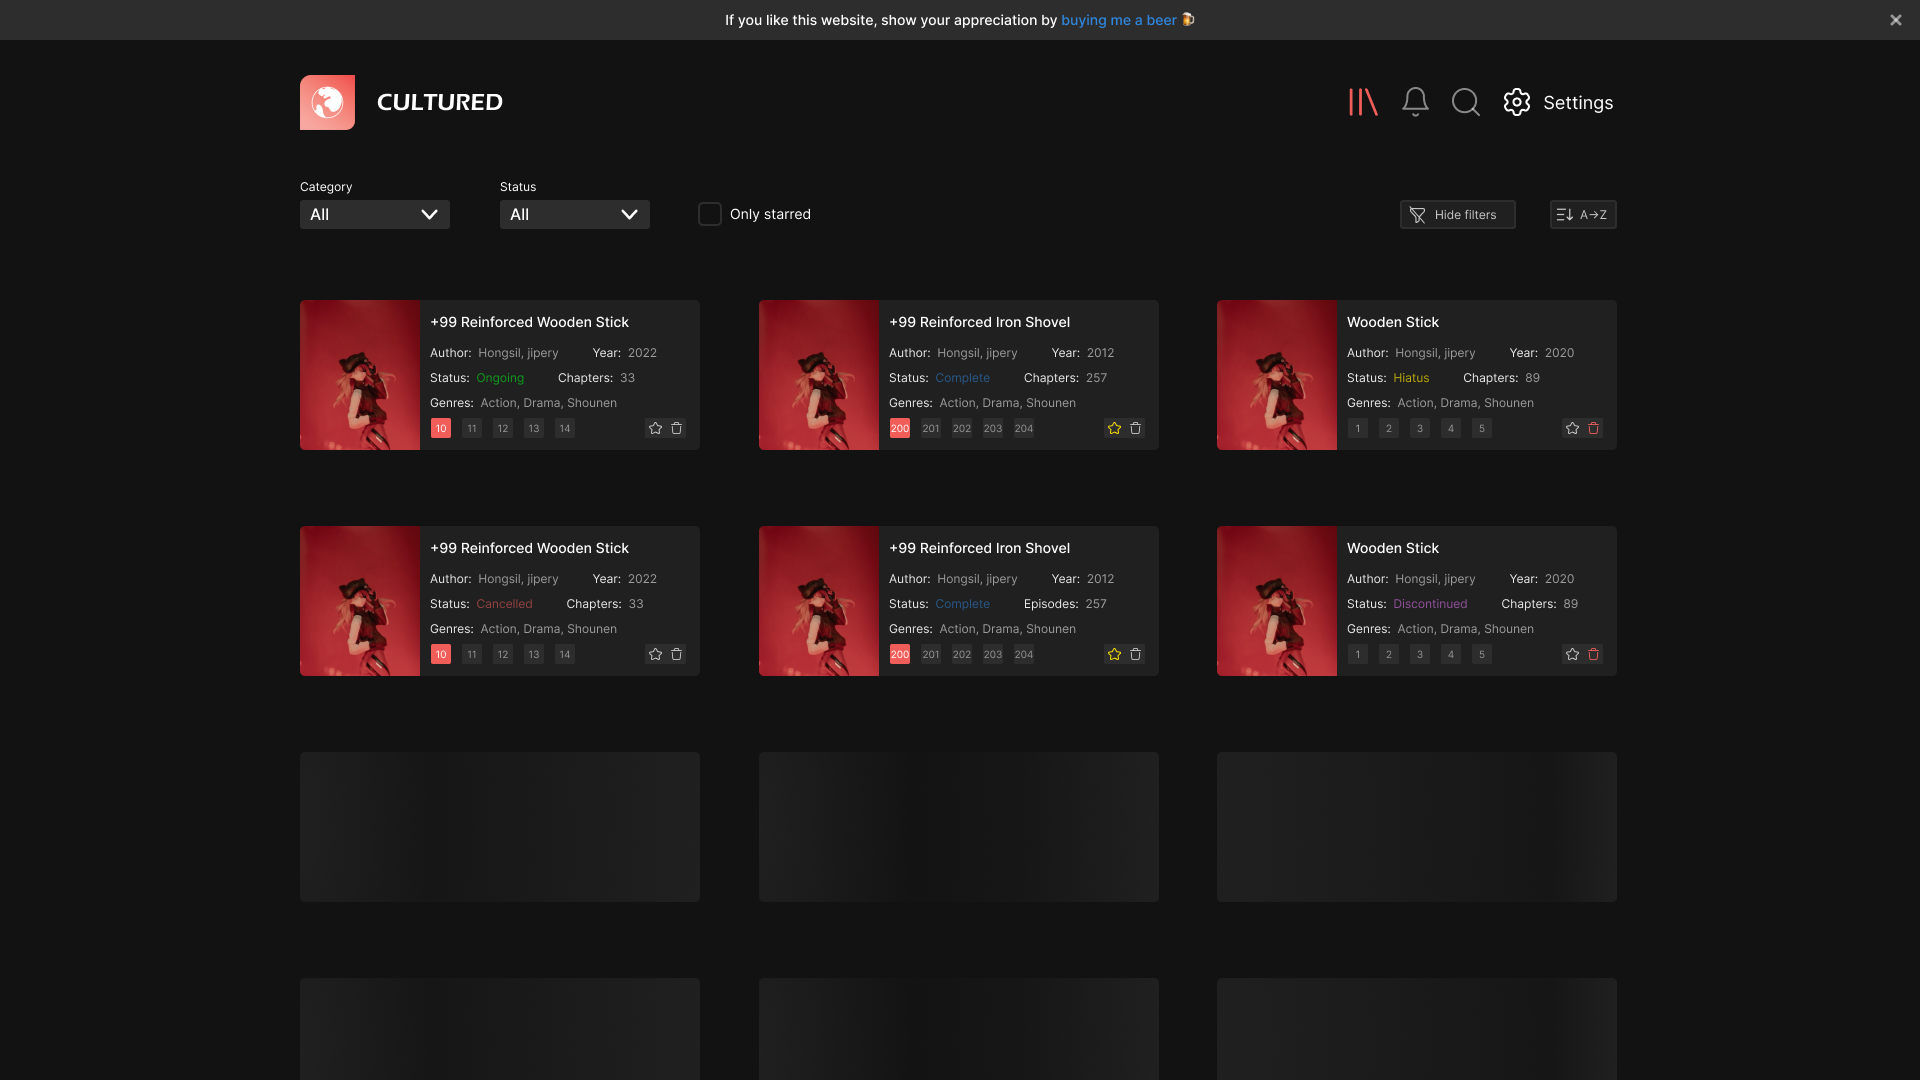 If you like this website, show your appreciation by buying me a beer 🍺
CULTURED
Settings
Category
Status
All
All
Only starred
Hide filters
A→Z
+99 Reinforced Wooden Stick
Author: Hongsil, jipery Year: 2022
Status: Ongoing Chapters: 33
Genres: Action, Drama, Shounen
10 11 12 13 14
+99 Reinforced Iron Shovel
Author: Hongsil, jipery Year: 2012
Status: Complete Chapters: 257
Genres: Action, Drama, Shounen
200 201 202 203 204
Wooden Stick
Author: Hongsil, jipery Year: 2020
Status: Hiatus Chapters: 89
Genres: Action, Drama, Shounen
1 2 3 4 5
+99 Reinforced Wooden Stick
Author: Hongsil, jipery Year: 2022
Status: Cancelled Chapters: 33
Genres: Action, Drama, Shounen
10 11 12 13 14
+99 Reinforced Iron Shovel
Author: Hongsil, jipery Year: 2012
Status: Complete Episodes: 257
Genres: Action, Drama, Shounen
200 201 202 203 204
Wooden Stick
Author: Hongsil, jipery Year: 2020
Status: Discontinued Chapters: 89
Genres: Action, Drama, Shounen
1 2 3 4 5